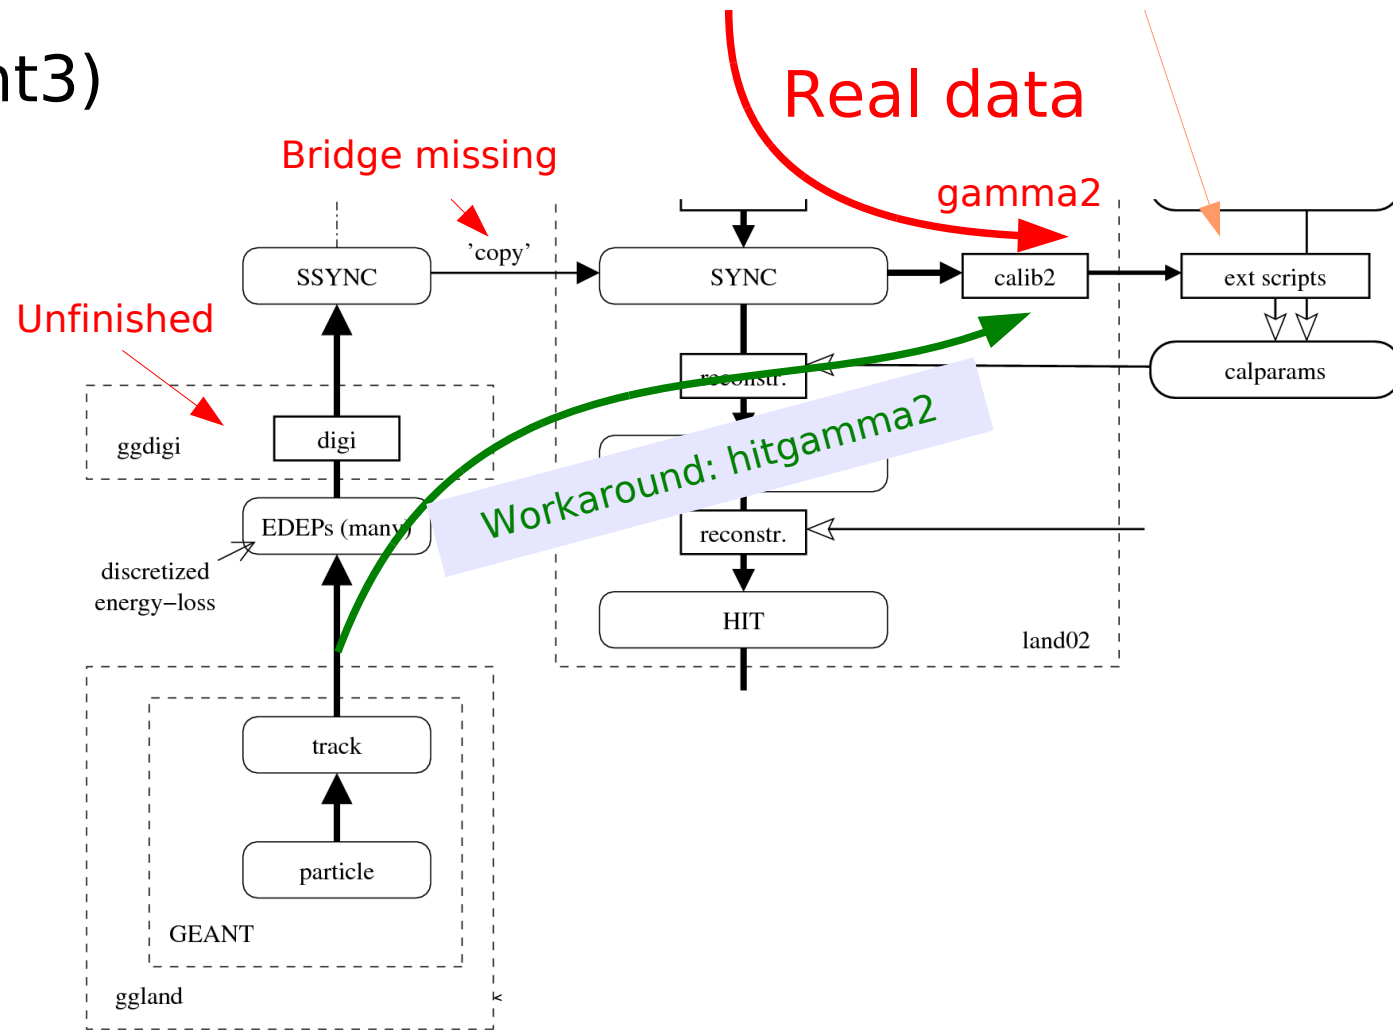 nt3)
Real data
Bridge missing
gamma2
'copy'
SSYNC
SYNC
calib2
ext scripts
Unfinished
reconstr.
calparams
ggdigi
digi
Workaround: hitgamma2
EDEPs (many)
reconstr.
discretized
energy−loss
HIT
land02
track
particle
GEANT
ggland